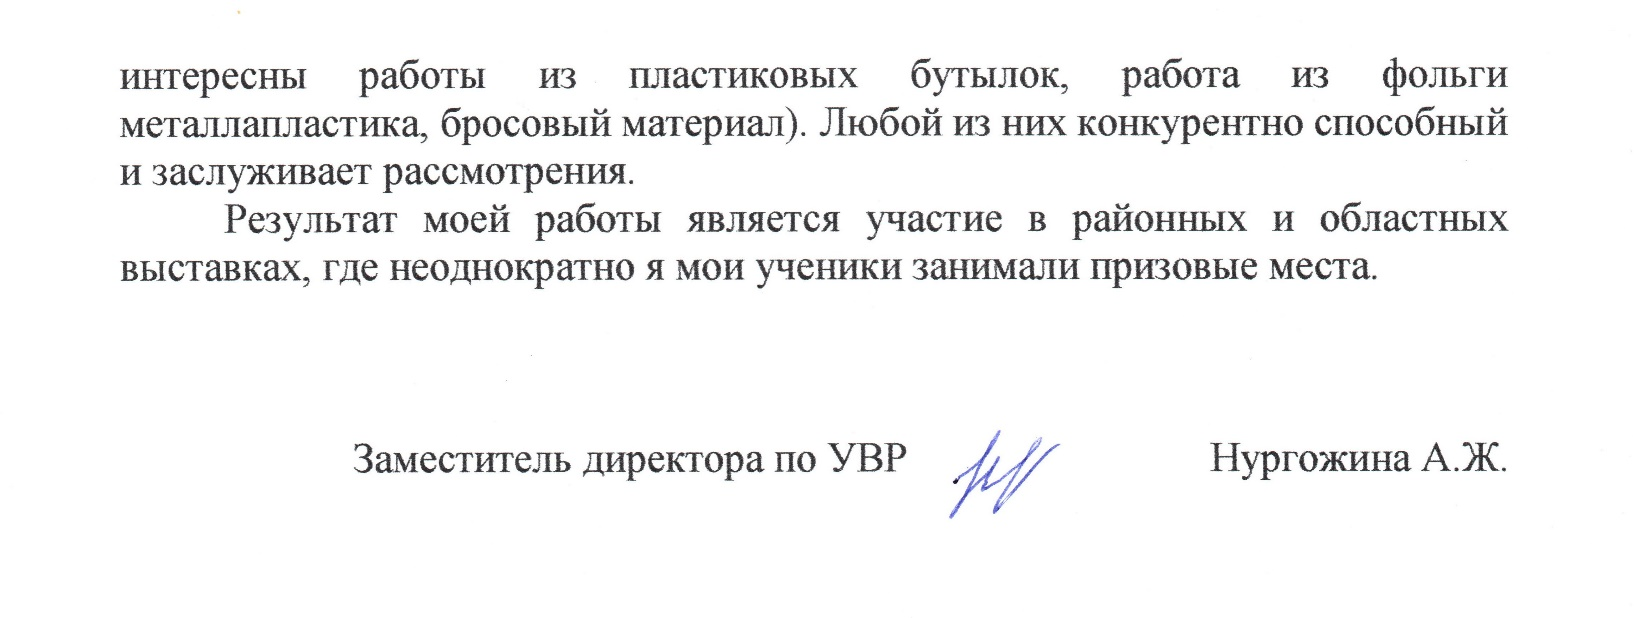 интересны работы из пластиковых бутылок, работа из фольги
металлапластика, бросовый материал). Любой из них конкурентно способный
и заслуживает рассмотрения.
Результат моей работы является участие в районных и областных
выставках, где неоднократно я мои ученики занимали призовые места.
Заместитель директора по УВР Нургожина А.Ж.